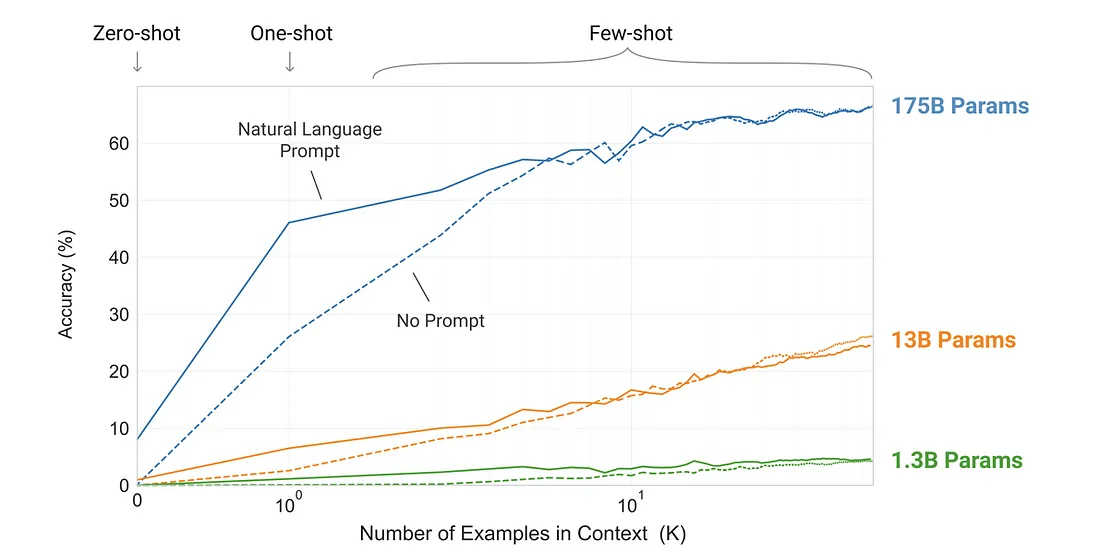 Zero-shot
One-shot
Few-shot
175B Params
Natural Language
Prompt
No Prompt
13B Params
1.3B Params
Accuracy (%)
60
50
40
30
20
10
0
0
10⁰
10¹
Number of Examples in Context (K)